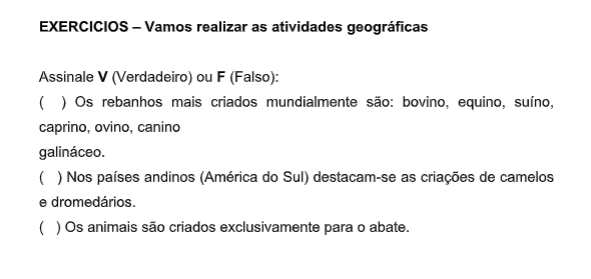 EXERCICIOS – Vamos realizar as atividades geográficas
Assinale V (Verdadeiro) ou F (Falso):
(   ) Os rebanhos mais criados mundialmente são: bovino, equino, suíno,
caprino, ovino, canino
galináceo.
(   ) Nos países andinos (América do Sul) destacam-se as criações de camelos
e dromedários.
(   ) Os animais são criados exclusivamente para o abate.